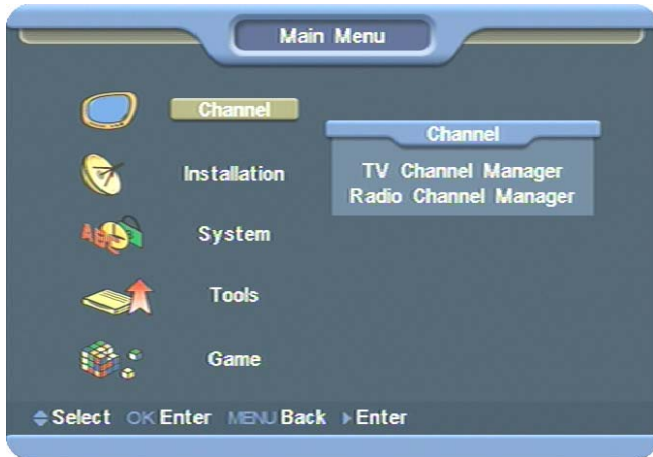 Main Menu
Channel
Channel
Installation
TV Channel Manager
Radio Channel Manager
System
Tools
Game
Select OK Enter MENU Back Enter